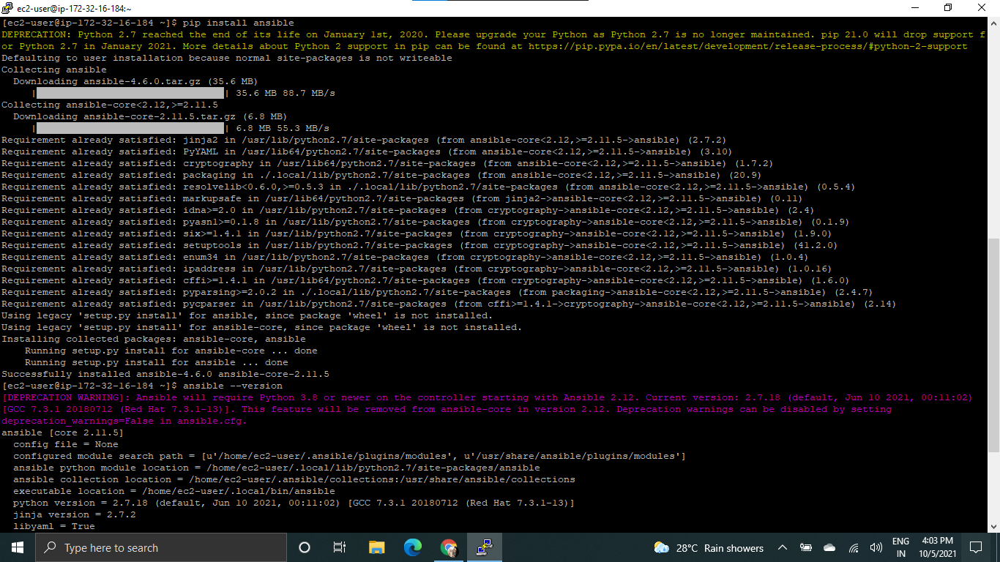 ec2-user@ip-172-32-16-184:~
[ec2-user@ip-172-32-16-184 ~]$ pip install ansible
DEPRECATION: Python 2.7 reached the end of its life on January 1st, 2020. Please upgrade your Python as Python 2.7 is no longer maintained. pip 21.0 will drop support f
or Python 2.7 in January 2021. More details about Python 2 support in pip can be found at https://pip.pypa.io/en/latest/development/release-process/#python-2-support
Defaulting to user installation because normal site-packages is not writeable
Collecting ansible
  Downloading ansible-4.6.0.tar.gz (35.6 MB)
     || 35.6 MB 88.7 MB/s
Collecting ansible-core<2.12,>=2.11.5
  Downloading ansible-core-2.11.5.tar.gz (6.8 MB)
     || 6.8 MB 55.3 MB/s
Requirement already satisfied: jinja2 in /usr/lib/python2.7/site-packages (from ansible-core<2.12,>=2.11.5->ansible) (2.7.2)
Requirement already satisfied: PyYAML in /usr/lib64/python2.7/site-packages (from ansible-core<2.12,>=2.11.5->ansible) (3.10)
Requirement already satisfied: cryptography in /usr/lib64/python2.7/site-packages (from ansible-core<2.12,>=2.11.5->ansible) (1.7.2)
Requirement already satisfied: packaging in ./.local/lib/python2.7/site-packages (from ansible-core<2.12,>=2.11.5->ansible) (20.9)
Requirement already satisfied: resolvelib<0.6.0,>=0.5.3 in ./.local/lib/python2.7/site-packages (from ansible-core<2.12,>=2.11.5->ansible) (0.5.4)
Requirement already satisfied: markupsafe in /usr/lib64/python2.7/site-packages (from jinja2->ansible-core<2.12,>=2.11.5->ansible) (0.11)
Requirement already satisfied: idna>=2.0 in /usr/lib/python2.7/site-packages (from cryptography->ansible-core<2.12,>=2.11.5->ansible) (2.4)
Requirement already satisfied: pyasn1>=0.1.8 in /usr/lib/python2.7/site-packages (from cryptography->ansible-core<2.12,>=2.11.5->ansible) (0.1.9)
Requirement already satisfied: six>=1.4.1 in /usr/lib/python2.7/site-packages (from cryptography->ansible-core<2.12,>=2.11.5->ansible) (1.9.0)
Requirement already satisfied: setuptools in /usr/lib/python2.7/site-packages (from cryptography->ansible-core<2.12,>=2.11.5->ansible) (41.2.0)
Requirement already satisfied: enum34 in /usr/lib/python2.7/site-packages (from cryptography->ansible-core<2.12,>=2.11.5->ansible) (1.0.4)
Requirement already satisfied: ipaddress in /usr/lib/python2.7/site-packages (from cryptography->ansible-core<2.12,>=2.11.5->ansible) (1.0.16)
Requirement already satisfied: cffi>=1.4.1 in /usr/lib64/python2.7/site-packages (from cryptography->ansible-core<2.12,>=2.11.5->ansible) (1.6.0)
Requirement already satisfied: pyparsing>=2.0.2 in ./.local/lib/python2.7/site-packages (from packaging->ansible-core<2.12,>=2.11.5->ansible) (2.4.7)
Requirement already satisfied: pycparser in /usr/lib/python2.7/site-packages (from cffi>=1.4.1->cryptography->ansible-core<2.12,>=2.11.5->ansible) (2.14)
Using legacy 'setup.py install' for ansible, since package 'wheel' is not installed.
Using legacy 'setup.py install' for ansible-core, since package 'wheel' is not installed.
Installing collected packages: ansible-core, ansible
    Running setup.py install for ansible-core ... done
    Running setup.py install for ansible ... done
Successfully installed ansible-4.6.0 ansible-core-2.11.5
[ec2-user@ip-172-32-16-184 ~]$ ansible --version
[DEPRECATION WARNING]: Ansible will require Python 3.8 or newer on the controller starting with Ansible 2.12. Current version: 2.7.18 (default, Jun 10 2021, 00:11:02)
[GCC 7.3.1 20180712 (Red Hat 7.3.1-13)]. This feature will be removed from ansible-core in version 2.12. Deprecation warnings can be disabled by setting
deprecation_warnings=False in ansible.cfg.
ansible [core 2.11.5]
  config file = None
  configured module search path = [u'/home/ec2-user/.ansible/plugins/modules', u'/usr/share/ansible/plugins/modules']
  ansible python module location = /home/ec2-user/.local/lib/python2.7/site-packages/ansible
  ansible collection location = /home/ec2-user/.ansible/collections:/usr/share/ansible/collections
  executable location = /home/ec2-user/.local/bin/ansible
  python version = 2.7.18 (default, Jun 10 2021, 00:11:02) [GCC 7.3.1 20180712 (Red Hat 7.3.1-13)]
  jinja version = 2.7.2
  libyaml = True
Type here to search
28°C Rain showers
ENG
IN
4:03 PM
10/5/2021